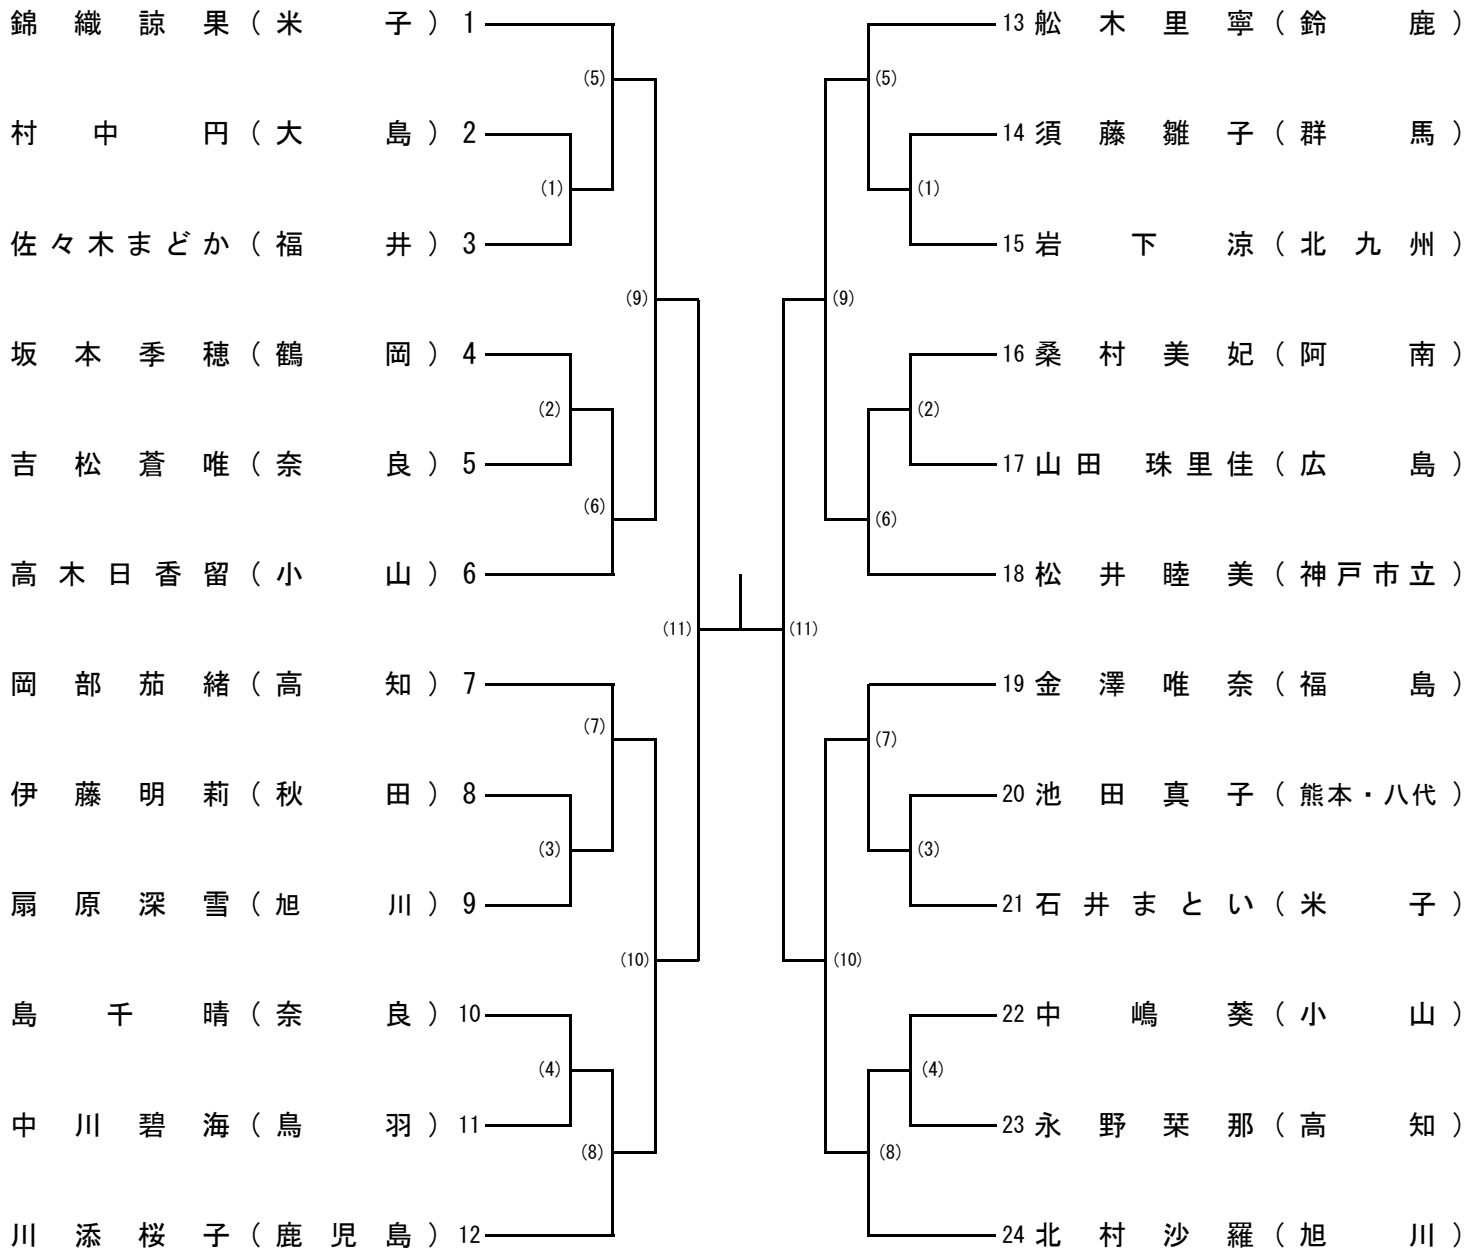 錦織諒果(米子) 1
(5)
村中円(大島) 2
(1)
佐々木まどか(福井) 3
(9)
坂本季穂(鶴岡) 4
(2)
吉松蒼唯(奈良) 5
(6)
高木日香留(小山) 6
(11)
岡部茄緒(高知) 7
(7)
伊藤明莉(秋田) 8
(3)
扇原深雪(旭川) 9
(10)
島千晴(奈良) 10
(4)
中川碧海(鳥羽) 11
(8)
川添桜子(鹿児島) 12
13 舩木里寧(鈴鹿)
(5)
14 須藤雛子(群馬)
(1)
15 岩下涼(北九州)
(9)
16 桑村美妃(阿南)
(2)
17 山田珠里佳(広島)
(6)
18 松井睦美(神戸市立)
(11)
19 金澤唯奈(福島)
(7)
20 池田真子(熊本・八代)
(3)
21 石井まとい(米子)
(10)
22 中嶋葵(小山)
(4)
23 永野栞那(高知)
(8)
24 北村沙羅(旭川)